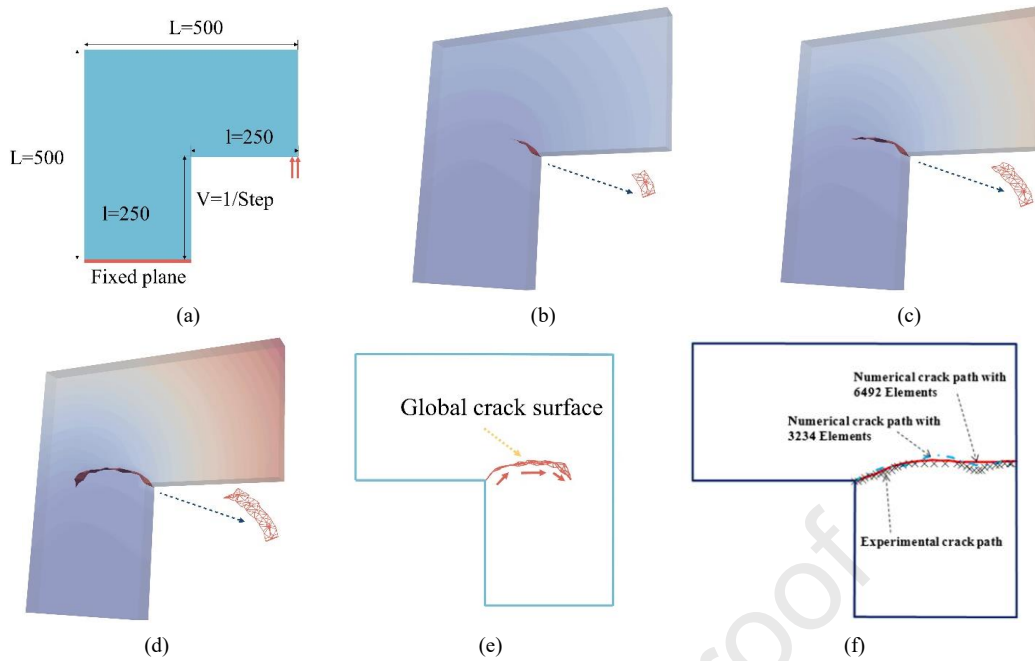 L=500
l=250
L=500
V=1/Step
l=250
Fixed plane
(a)
(b)
(c)
Global crack surface
Numerical crack path with
6492 Elements
Numerical crack path with
3234 Elements
Experimental crack path
(d)
(e)
(f)
roof